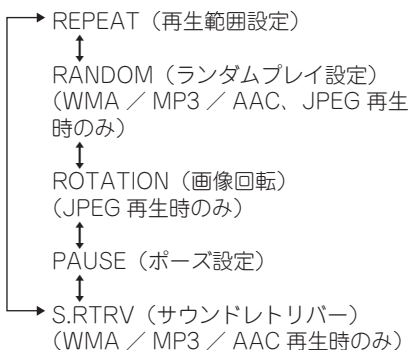 REPEAT（再生範囲設定）
RANDOM（ランダムプレイ設定）
（WMA ／ MP3 ／ AAC、JPEG 再生
時のみ）
ROTATION（画像回転）
（JPEG 再生時のみ）
PAUSE（ポーズ設定）
S.RTRV（サウンドレトリバー）
（WMA ／ MP3 ／ AAC 再生時のみ）